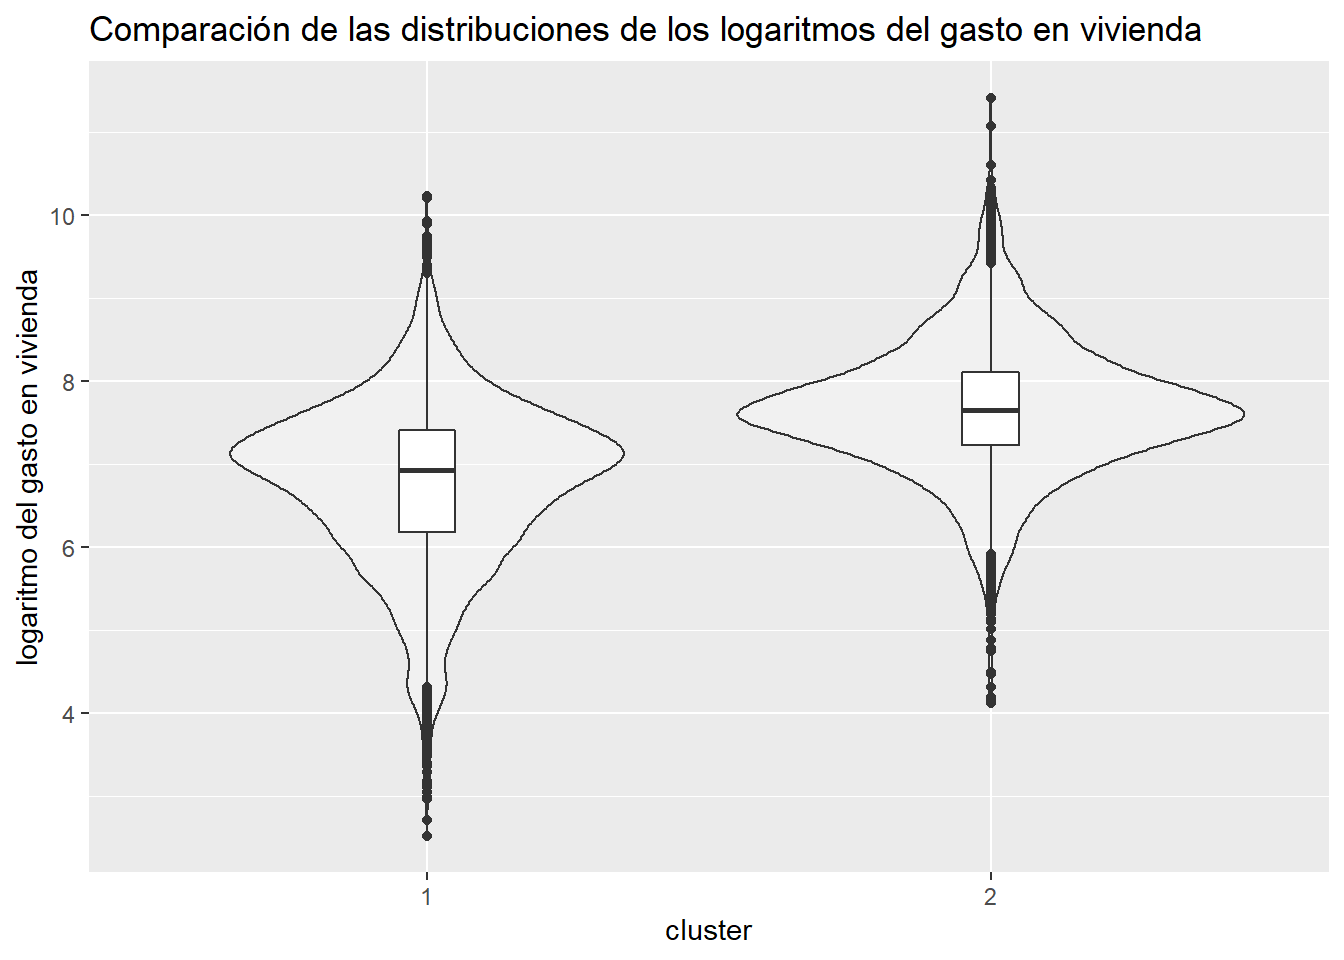 Comparación de las distribuciones de los logaritmos del gasto en vivienda
logaritmo del gasto en vivienda
10
8
6
4
1
2
cluster